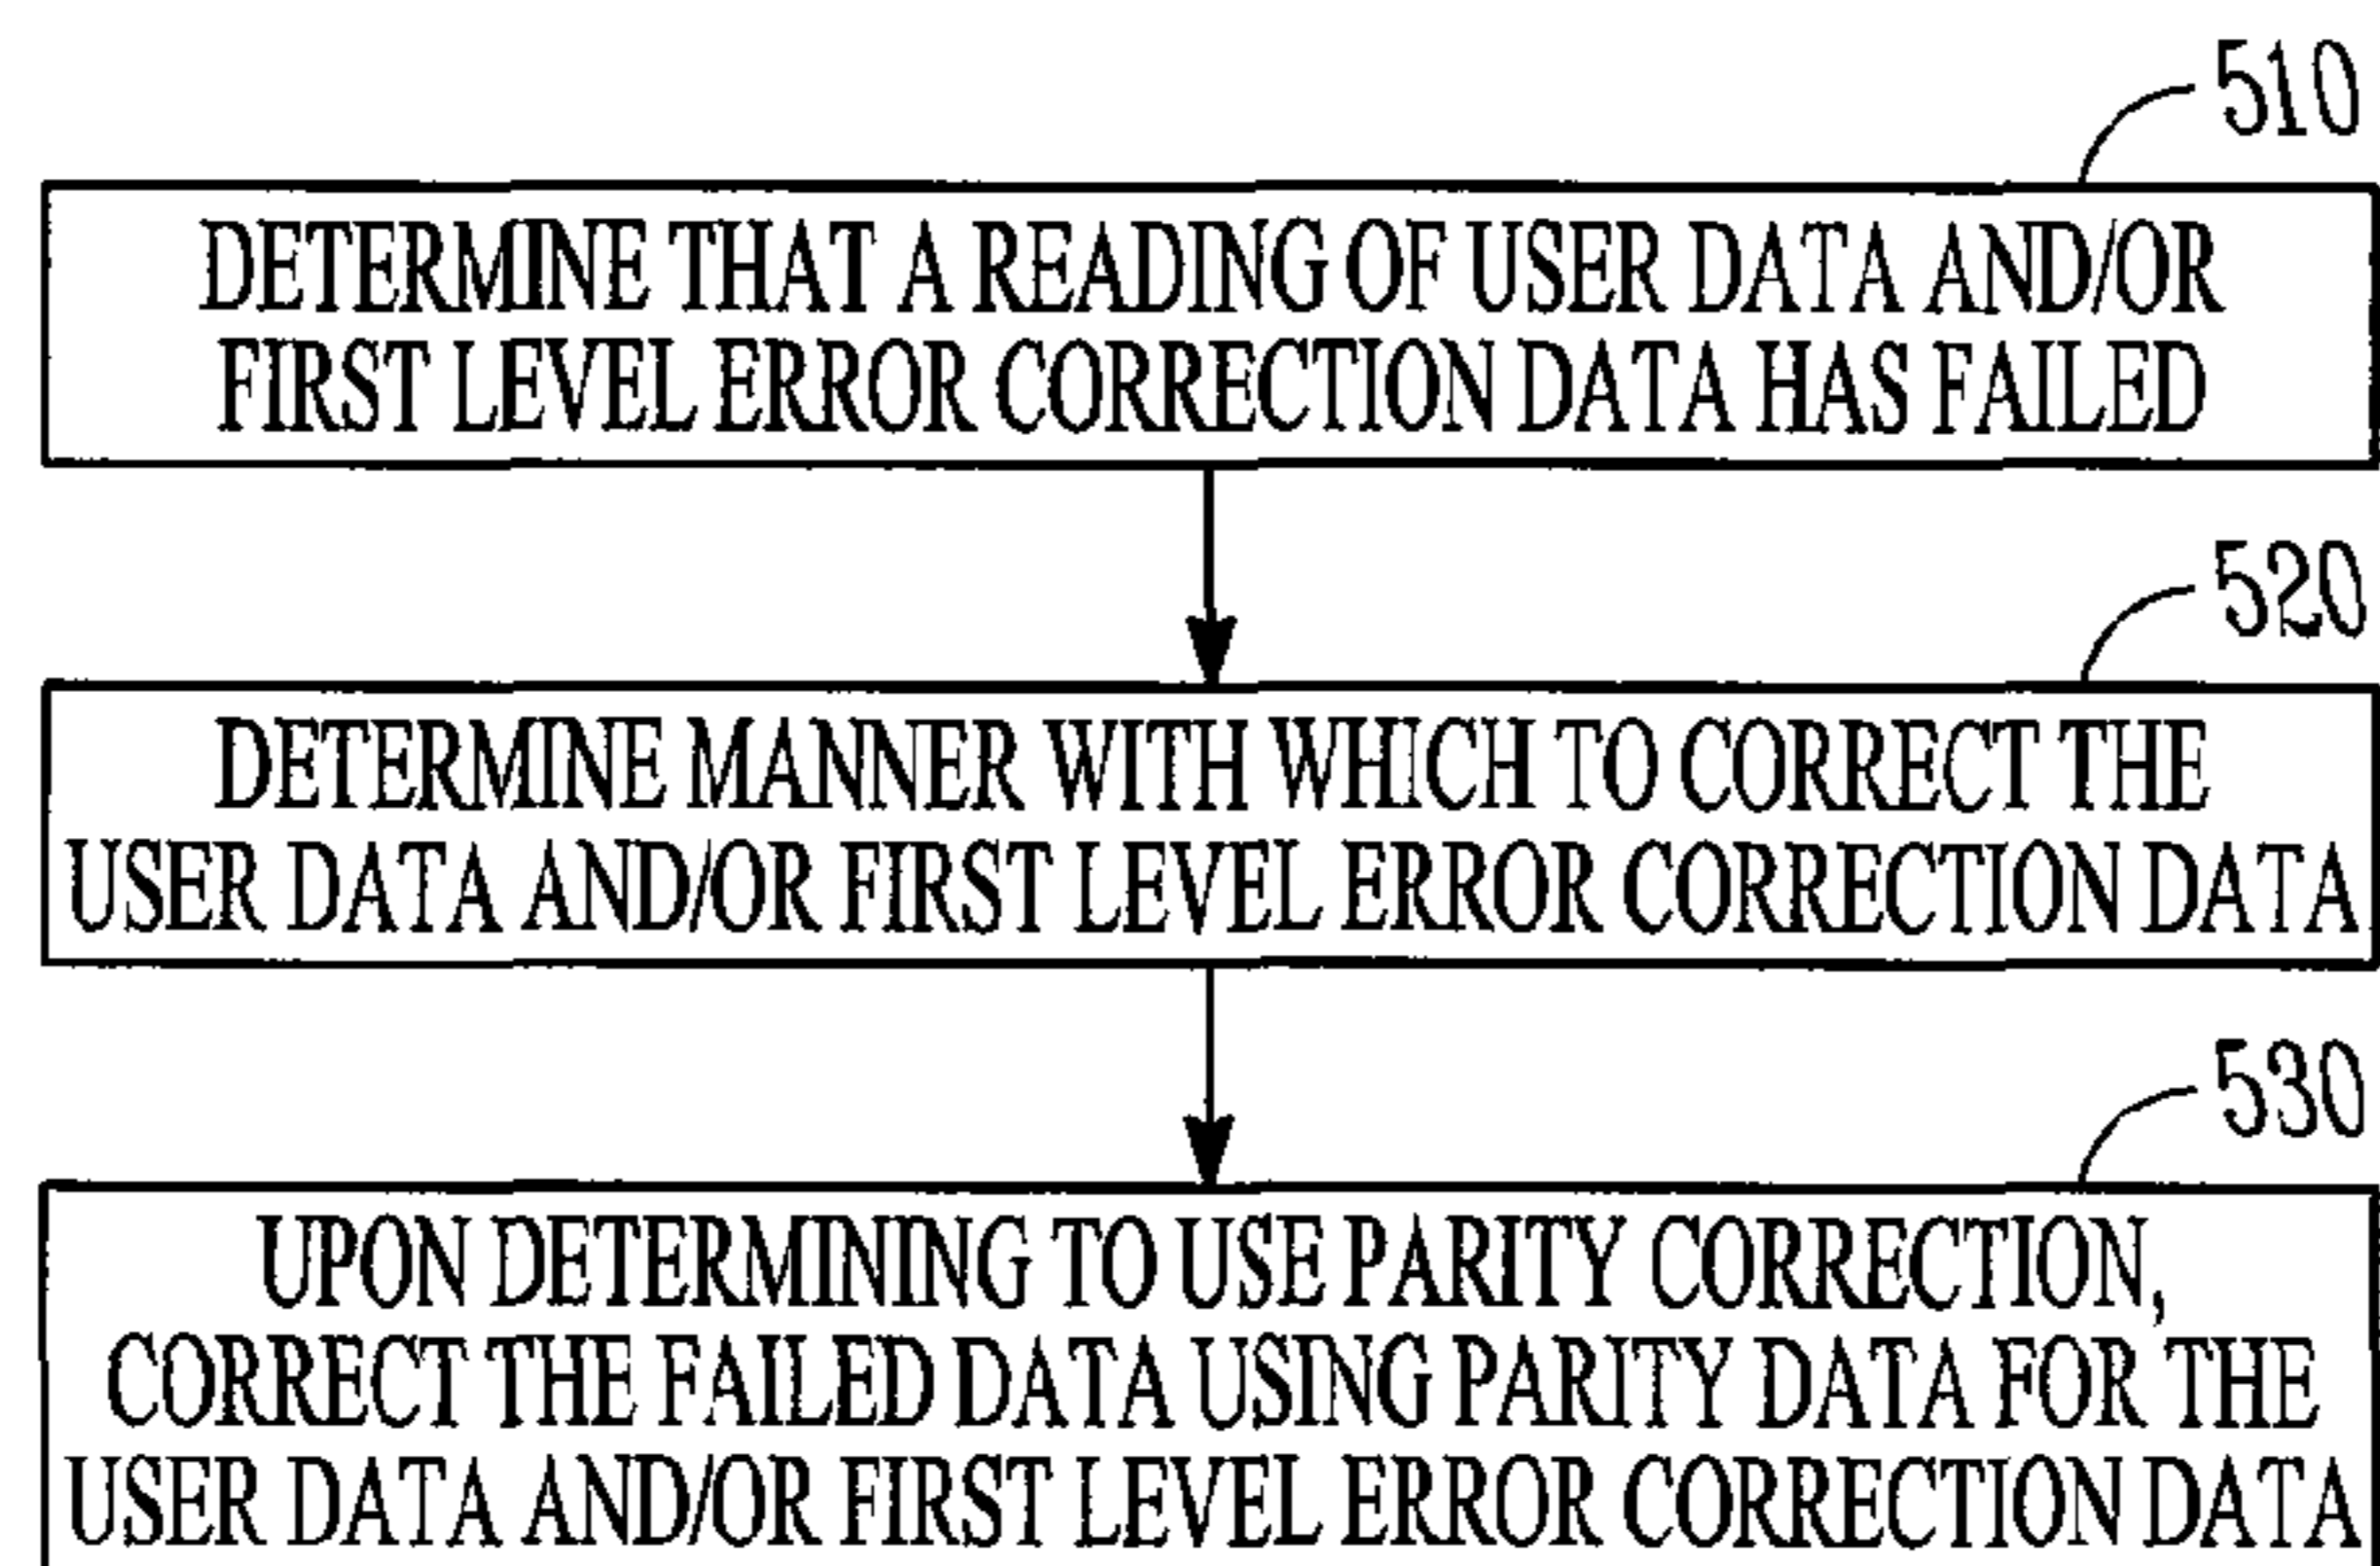 510
DETERMINE THAT A READING OF USER DATA AND/OR
FIRST LEVEL ERROR CORRECTION DATA HAS FAILED
520
DETERMINE MANNER WITH WHICH TO CORRECT THE
USER DATA AND/OR FIRST LEVEL ERROR CORRECTION DATA
530
UPON DETERMINING TO USE PARITY CORRECTION,
CORRECT THE FAILED DATA USING PARITY DATA FOR THE
USER DATA AND/OR FIRST LEVEL ERROR CORRECTION DATA